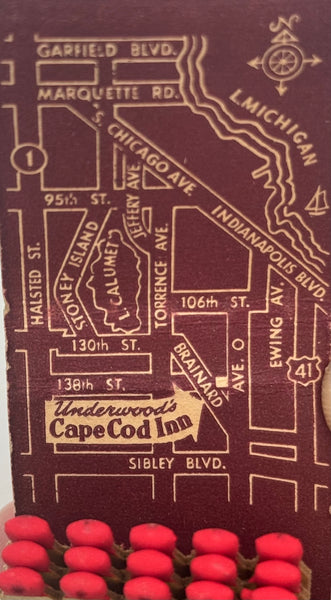 N
GARFIELD BLVD.
MARQUETTE RD.
L. MICHIGAN
S. CHICAGO AVE.
1
JEFFERY AVE.
95th ST.
INDIANAPOLIS BLVD.
HALSTED ST.
STONEY ISLAND
L. CALUMET
TORRENCE AVE.
106th ST.
EWING AV.
130th ST.
BRAINARD
AVE. O
41
138th ST.
Underwood's
Cape Cod Inn
SIBLEY BLVD.